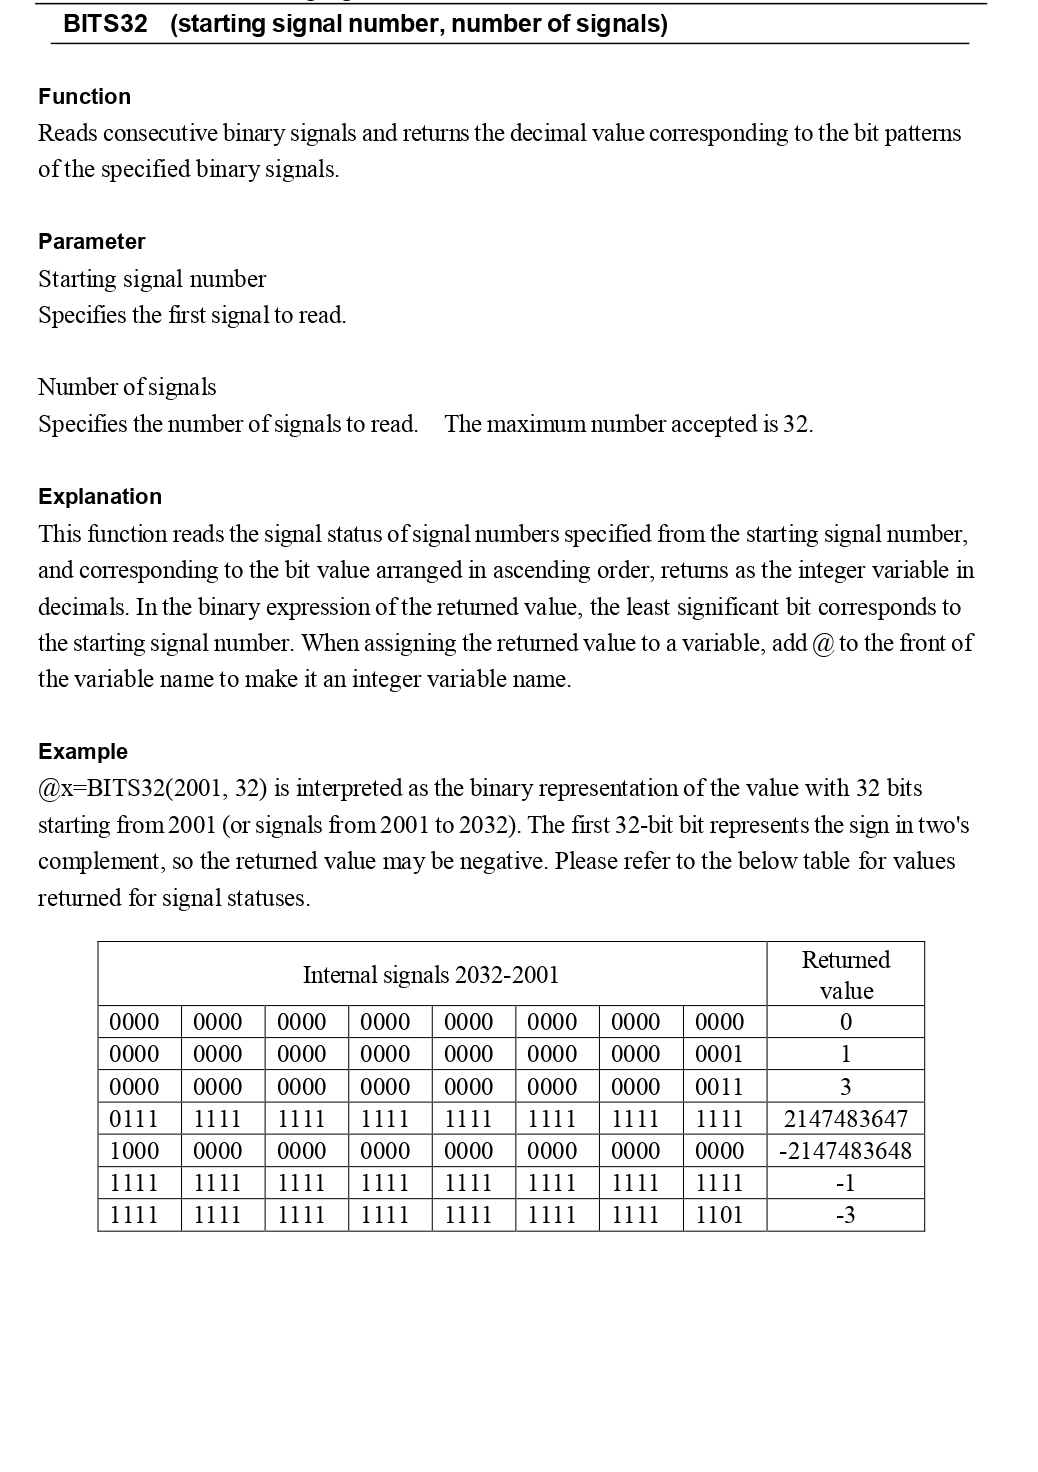 BITS32 (starting signal number, number of signals)
Function
Reads consecutive binary signals and returns the decimal value corresponding to the bit patterns
of the specified binary signals.
Parameter
Starting signal number
Specifies the first signal to read.
Number of signals
Specifies the number of signals to read. The maximum number accepted is 32.
Explanation
This function reads the signal status of signal numbers specified from the starting signal number,
and corresponding to the bit value arranged in ascending order, returns as the integer variable in
decimals. In the binary expression of the returned value, the least significant bit corresponds to
the starting signal number. When assigning the returned value to a variable, add @ to the front of
the variable name to make it an integer variable name.
Example
@x=BITS32(2001, 32) is interpreted as the binary representation of the value with 32 bits
starting from 2001 (or signals from 2001 to 2032). The first 32-bit bit represents the sign in two's
complement, so the returned value may be negative. Please refer to the below table for values
returned for signal statuses.
Internal signals 2032-2001 Returned
value
0000 0000 0000 0000 0000 0000 0000 0000 0
0000 0000 0000 0000 0000 0000 0000 0001 1
0000 0000 0000 0000 0000 0000 0000 0011 3
0111 1111 1111 1111 1111 1111 1111 1111 2147483647
1000 0000 0000 0000 0000 0000 0000 0000 -2147483648
1111 1111 1111 1111 1111 1111 1111 1111 -1
1111 1111 1111 1111 1111 1111 1111 1101 -3